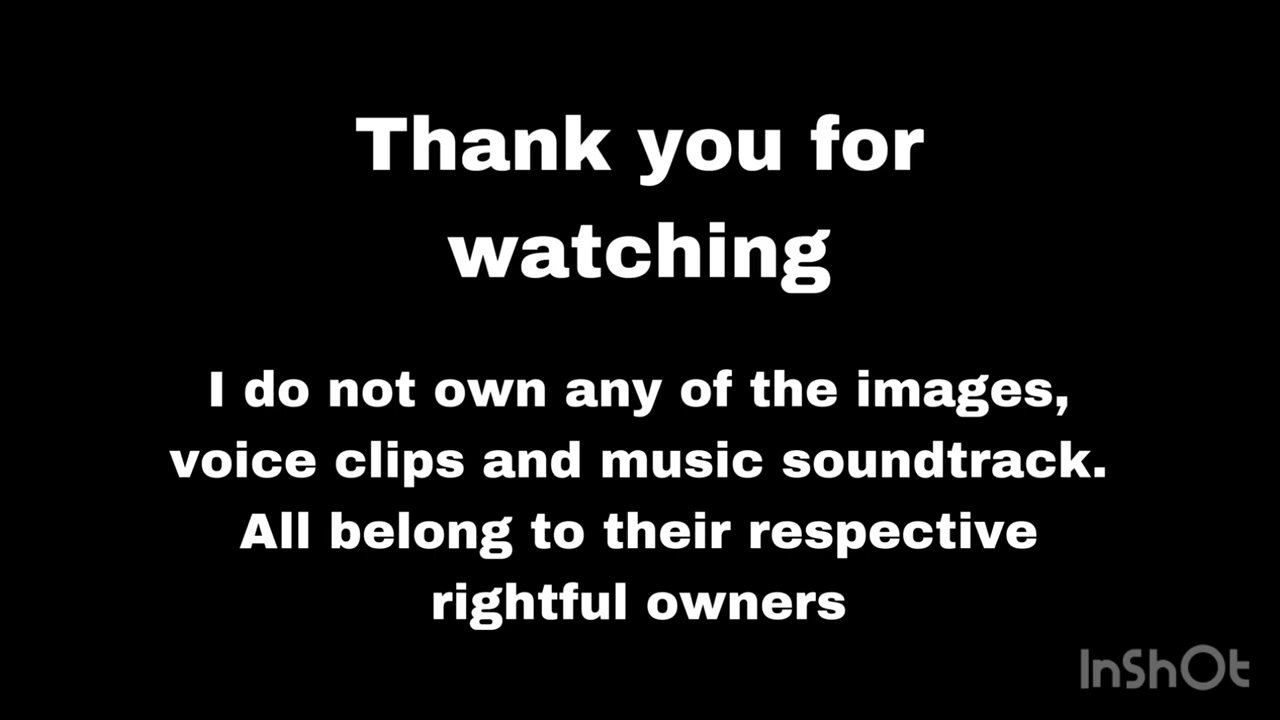 Thank you for
watching
I do not own any of the images,
voice clips and music soundtrack.
All belong to their respective
rightful owners
InShOt